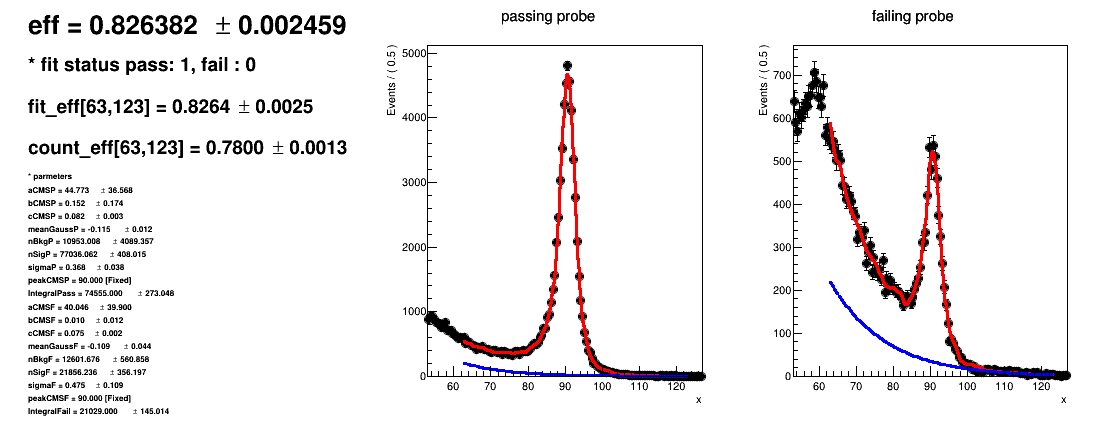 eff = 0.826382 ± 0.002459
* fit status pass: 1, fail : 0
fit_eff[63,123] = 0.8264 ± 0.0025
count_eff[63,123] = 0.7800 ± 0.0013
* parmeters
aCMSP = 44.773 ± 36.568
bCMSP = 0.152 ± 0.174
cCMSP = 0.082 ± 0.003
meanGaussP = -0.115 ± 0.012
nBkgP = 10953.008 ± 4089.357
nSigP = 77036.062 ± 408.015
sigmaP = 0.368 ± 0.038
peakCMSP = 90.000 [Fixed]
IntegralPass = 74555.000 ± 273.048
aCMSF = 40.046 ± 39.900
bCMSF = 0.010 ± 0.012
cCMSF = 0.075 ± 0.002
meanGaussF = -0.109 ± 0.044
nBkgF = 12601.676 ± 560.858
nSigF = 21856.236 ± 356.197
sigmaF = 0.475 ± 0.109
peakCMSF = 90.000 [Fixed]
IntegralFail = 21029.000 ± 145.014
passing probe
Events / ( 0.5 )
5000
4000
3000
2000
1000
0
60 70 80 90 100 110 120
x
failing probe
Events / ( 0.5 )
700
600
500
400
300
200
100
0
60 70 80 90 100 110 120
x